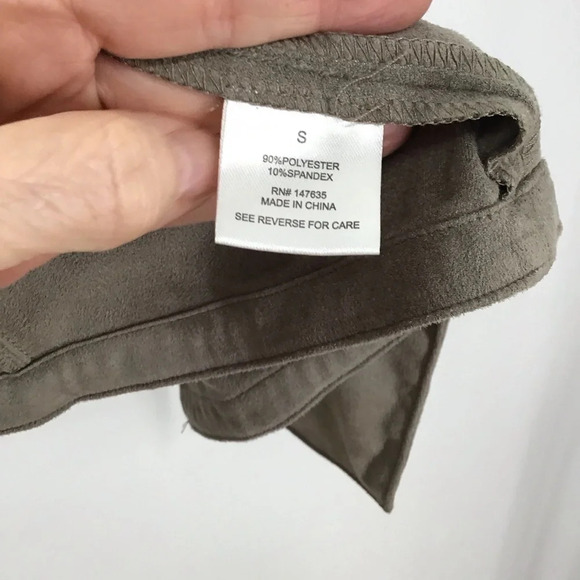 S
90%POLYESTER
10%SPANDEX
RN# 147635
MADE IN CHINA
SEE REVERSE FOR CARE